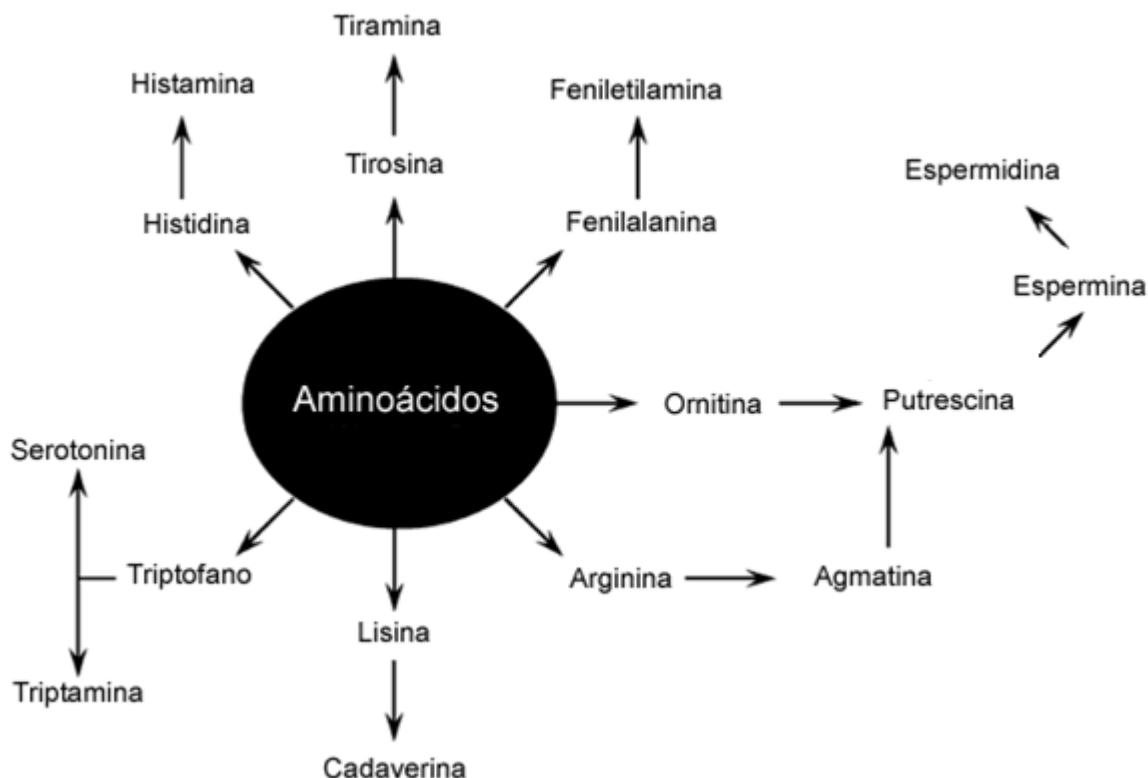 Tiramina
Histamina
Feniletilamina
Tirosina
Espermidina
Histidina
Fenilalanina
Espermina
Aminoácidos
Ornitina
Putrescina
Serotonina
Triptofano
Arginina
Agmatina
Lisina
Triptamina
Cadaverina